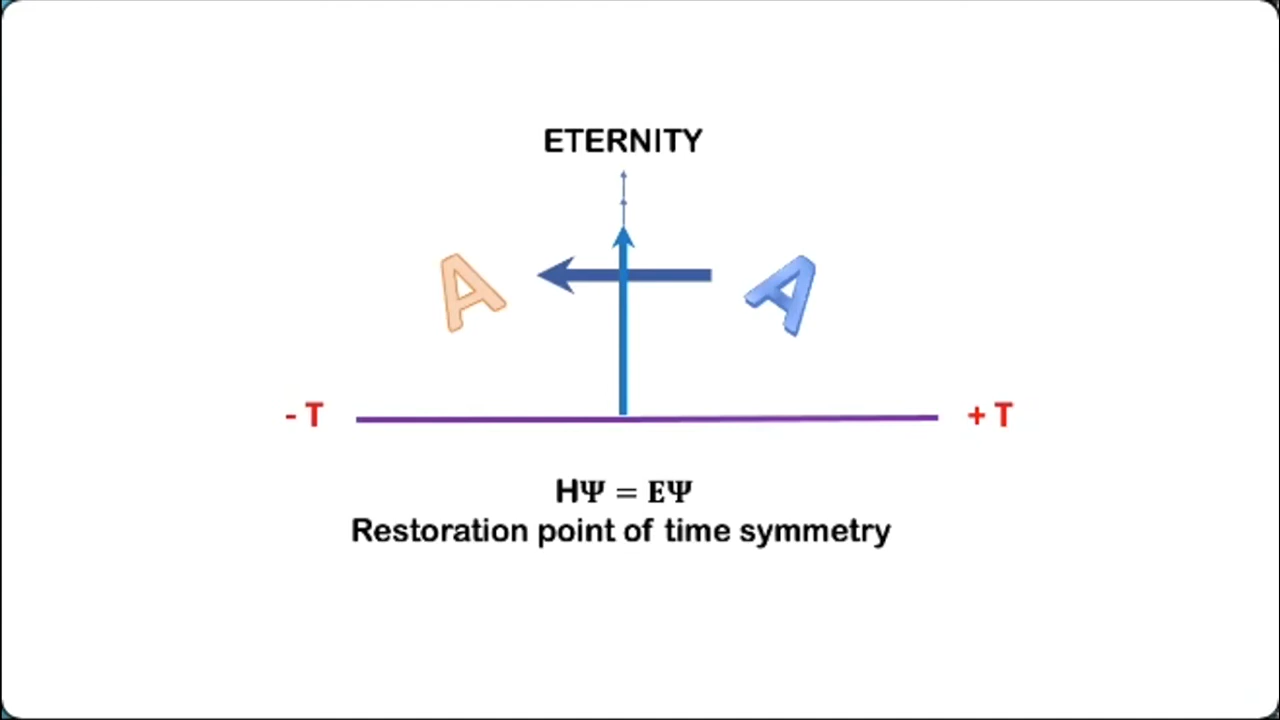 ETERNITY
A A
- T + T
HΨ = EΨ
Restoration point of time symmetry